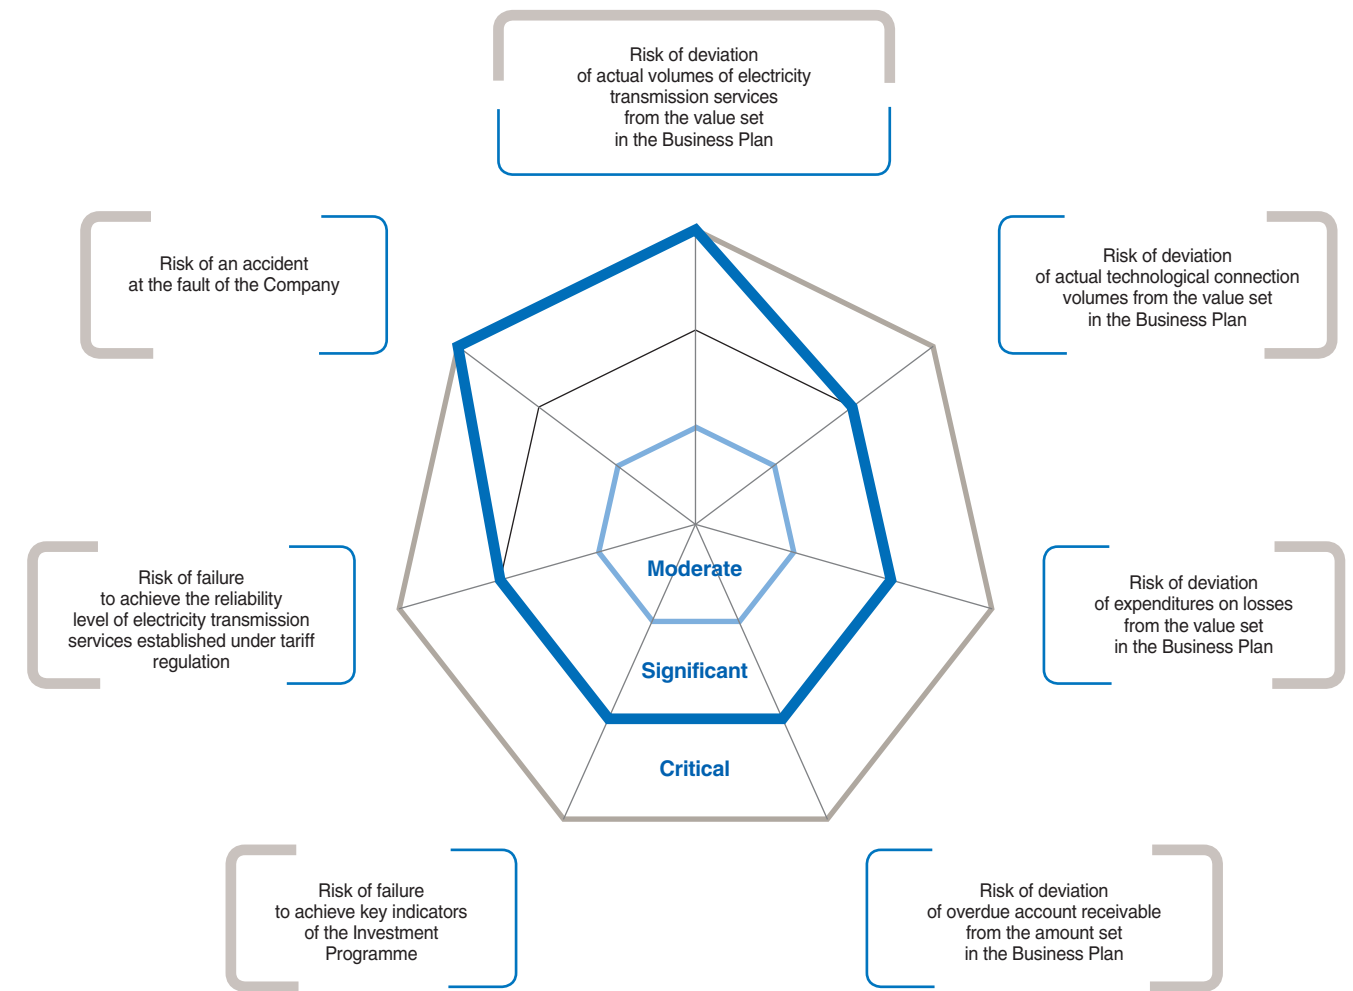 Risk of deviation
of actual volumes of electricity
transmission services
from the value set
in the Business Plan
Risk of an accident
at the fault of the Company
Risk of deviation
of actual technological connection
volumes from the value set
in the Business Plan
Risk of failure
to achieve the reliability
level of electricity transmission
services established under tariff
regulation
Moderate
Significant
Critical
Risk of deviation
of expenditures on losses
from the value set
in the Business Plan
Risk of failure
to achieve key indicators
of the Investment
Programme
Risk of deviation
of overdue account receivable
from the amount set
in the Business Plan